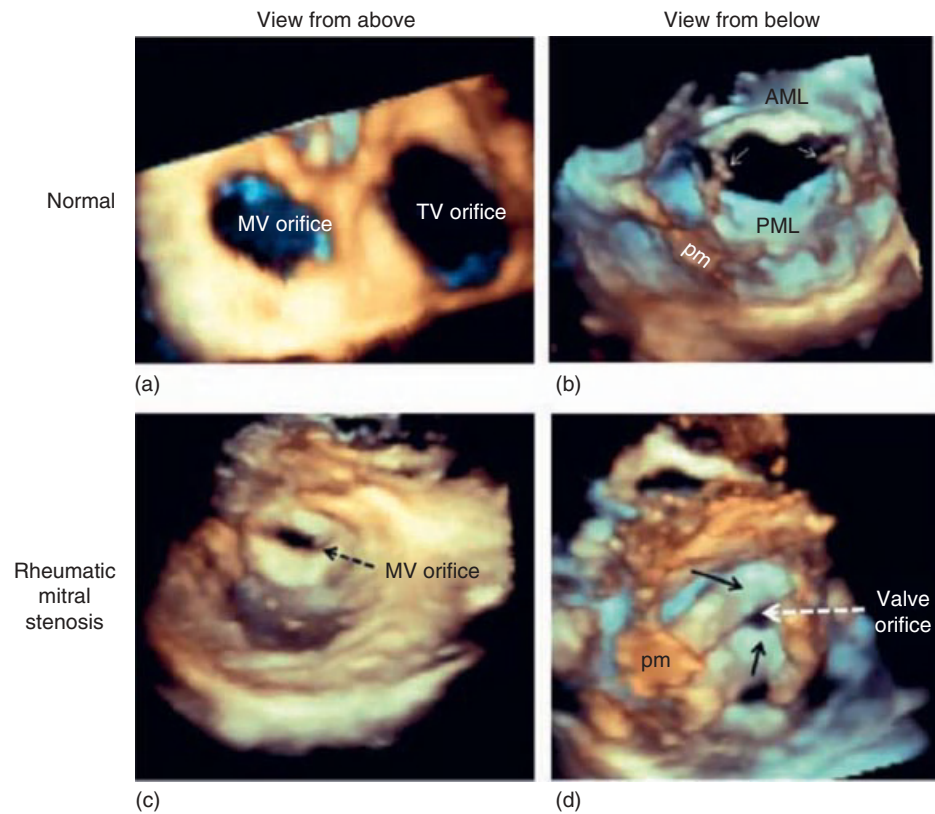 View from above
View from below
Normal
MV orifice
TV orifice
AML
PML
pm
(a)
(b)
Rheumatic
mitral
stenosis
MV orifice
Valve
orifice
pm
(c)
(d)